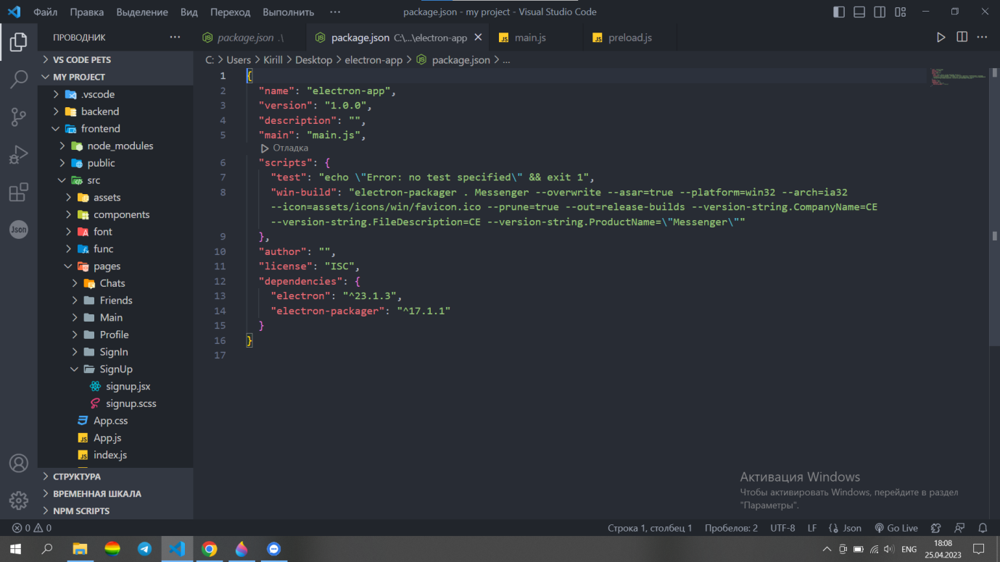 Файл Правка Выделение Вид Переход Выполнить ··· package.json - my project - Visual Studio Code
ПРОВОДНИК ··· package.json .\ package.json C:\...\electron-app main.js preload.js
VS CODE PETS
MY PROJECT
.vscode
backend
frontend
node_modules
public
src
assets
components
font
func
pages
Chats
Friends
Main
Profile
SignIn
SignUp
signup.jsx
signup.scss
App.css
App.js
index.js
СТРУКТУРА
ВРЕМЕННАЯ ШКАЛА
NPM SCRIPTS
Json
C: > Users > Kirill > Desktop > electron-app > package.json > ...
1 {
2 "name": "electron-app",
3 "version": "1.0.0",
4 "description": "",
5 "main": "main.js",
Отладка
6 "scripts": {
7 "test": "echo \"Error: no test specified\" && exit 1",
8 "win-build": "electron-packager . Messenger --overwrite --asar=true --platform=win32 --arch=ia32
--icon=assets/icons/win/favicon.ico --prune=true --out=release-builds --version-string.CompanyName=CE
--version-string.FileDescription=CE --version-string.ProductName=\"Messenger\""
9 },
10 "author": "",
11 "license": "ISC",
12 "dependencies": {
13 "electron": "^23.1.3",
14 "electron-packager": "^17.1.1"
15 }
16 }
17
Активация Windows
Чтобы активировать Windows, перейдите в раздел
"Параметры".
0 0 Строка 1, столбец 1 Пробелов: 2 UTF-8 LF {} Json Go Live
ENG 18:08
25.04.2023